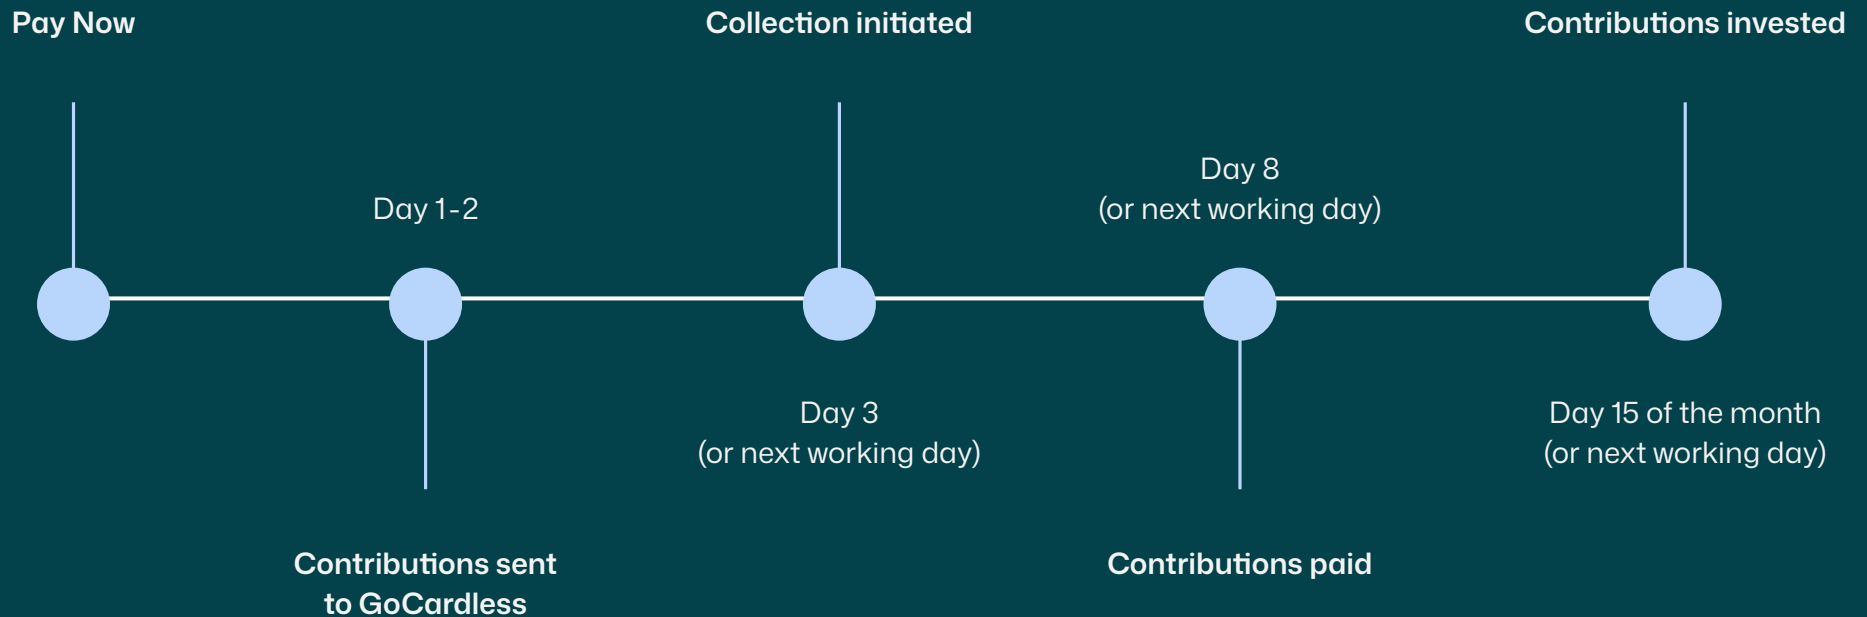 Pay Now
Collection initiated
Contributions invested
Day 1-2
Day 8
(or next working day)
Day 3
(or next working day)
Day 15 of the month
(or next working day)
Contributions sent
to GoCardless
Contributions paid